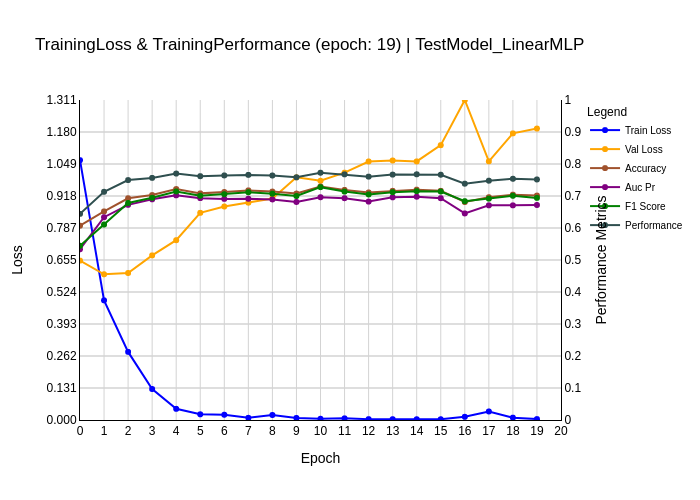 TrainingLoss & TrainingPerformance (epoch: 19) | TestModel_LinearMLP
1.311
1.180
1.049
0.918
0.787
0.655
0.524
0.393
0.262
0.131
0.000
Loss
1
0.9
0.8
0.7
0.6
0.5
0.4
0.3
0.2
0.1
0
Performance Metrics
Legend
Train Loss
Val Loss
Accuracy
Auc Pr
F1 Score
Performance
0 1 2 3 4 5 6 7 8 9 10 11 12 13 14 15 16 17 18 19 20
Epoch